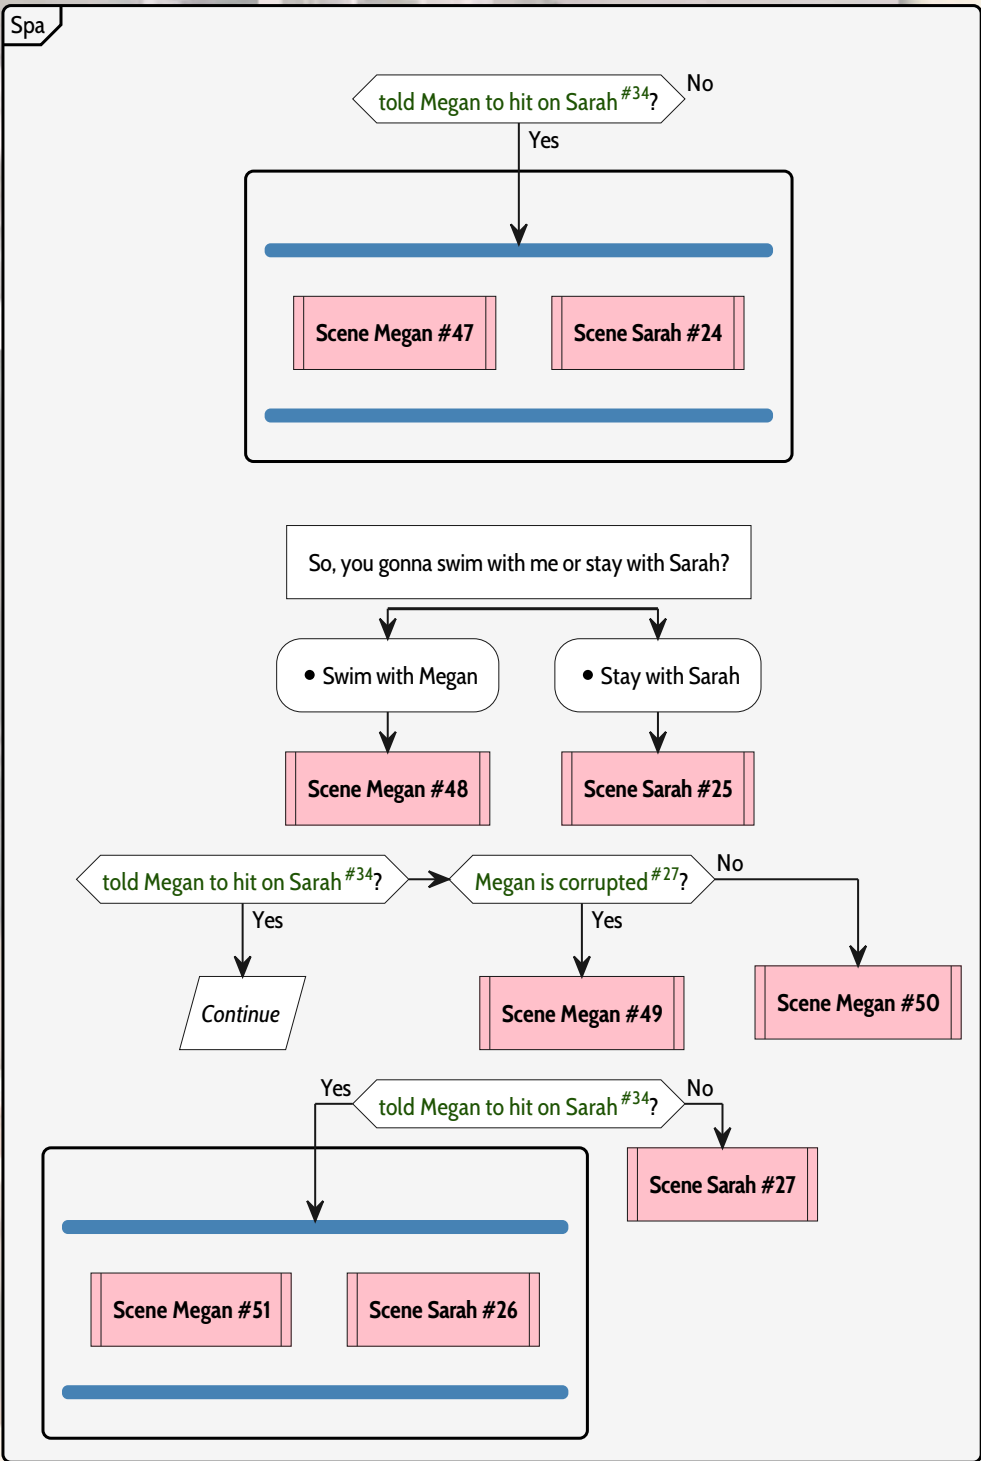 Spa
told Megan to hit on Sarah #34?
No
Yes
Scene Megan #47
Scene Sarah #24
So, you gonna swim with me or stay with Sarah?
• Swim with Megan
• Stay with Sarah
Scene Megan #48
Scene Sarah #25
told Megan to hit on Sarah #34?
Megan is corrupted #27?
No
Yes
Yes
Continue
Scene Megan #49
Scene Megan #50
Yes
told Megan to hit on Sarah #34?
No
Scene Sarah #27
Scene Megan #51
Scene Sarah #26